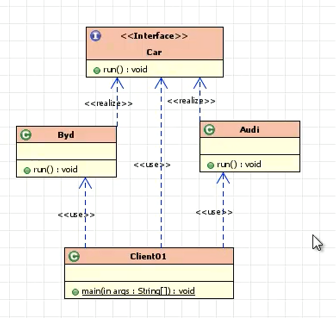 <<Interface>>
Car
run() : void
<<realize>>
<<realize>>
Byd
run() : void
Audi
run() : void
<<use>>
<<use>>
<<use>>
Client01
main(in args : String[]) : void